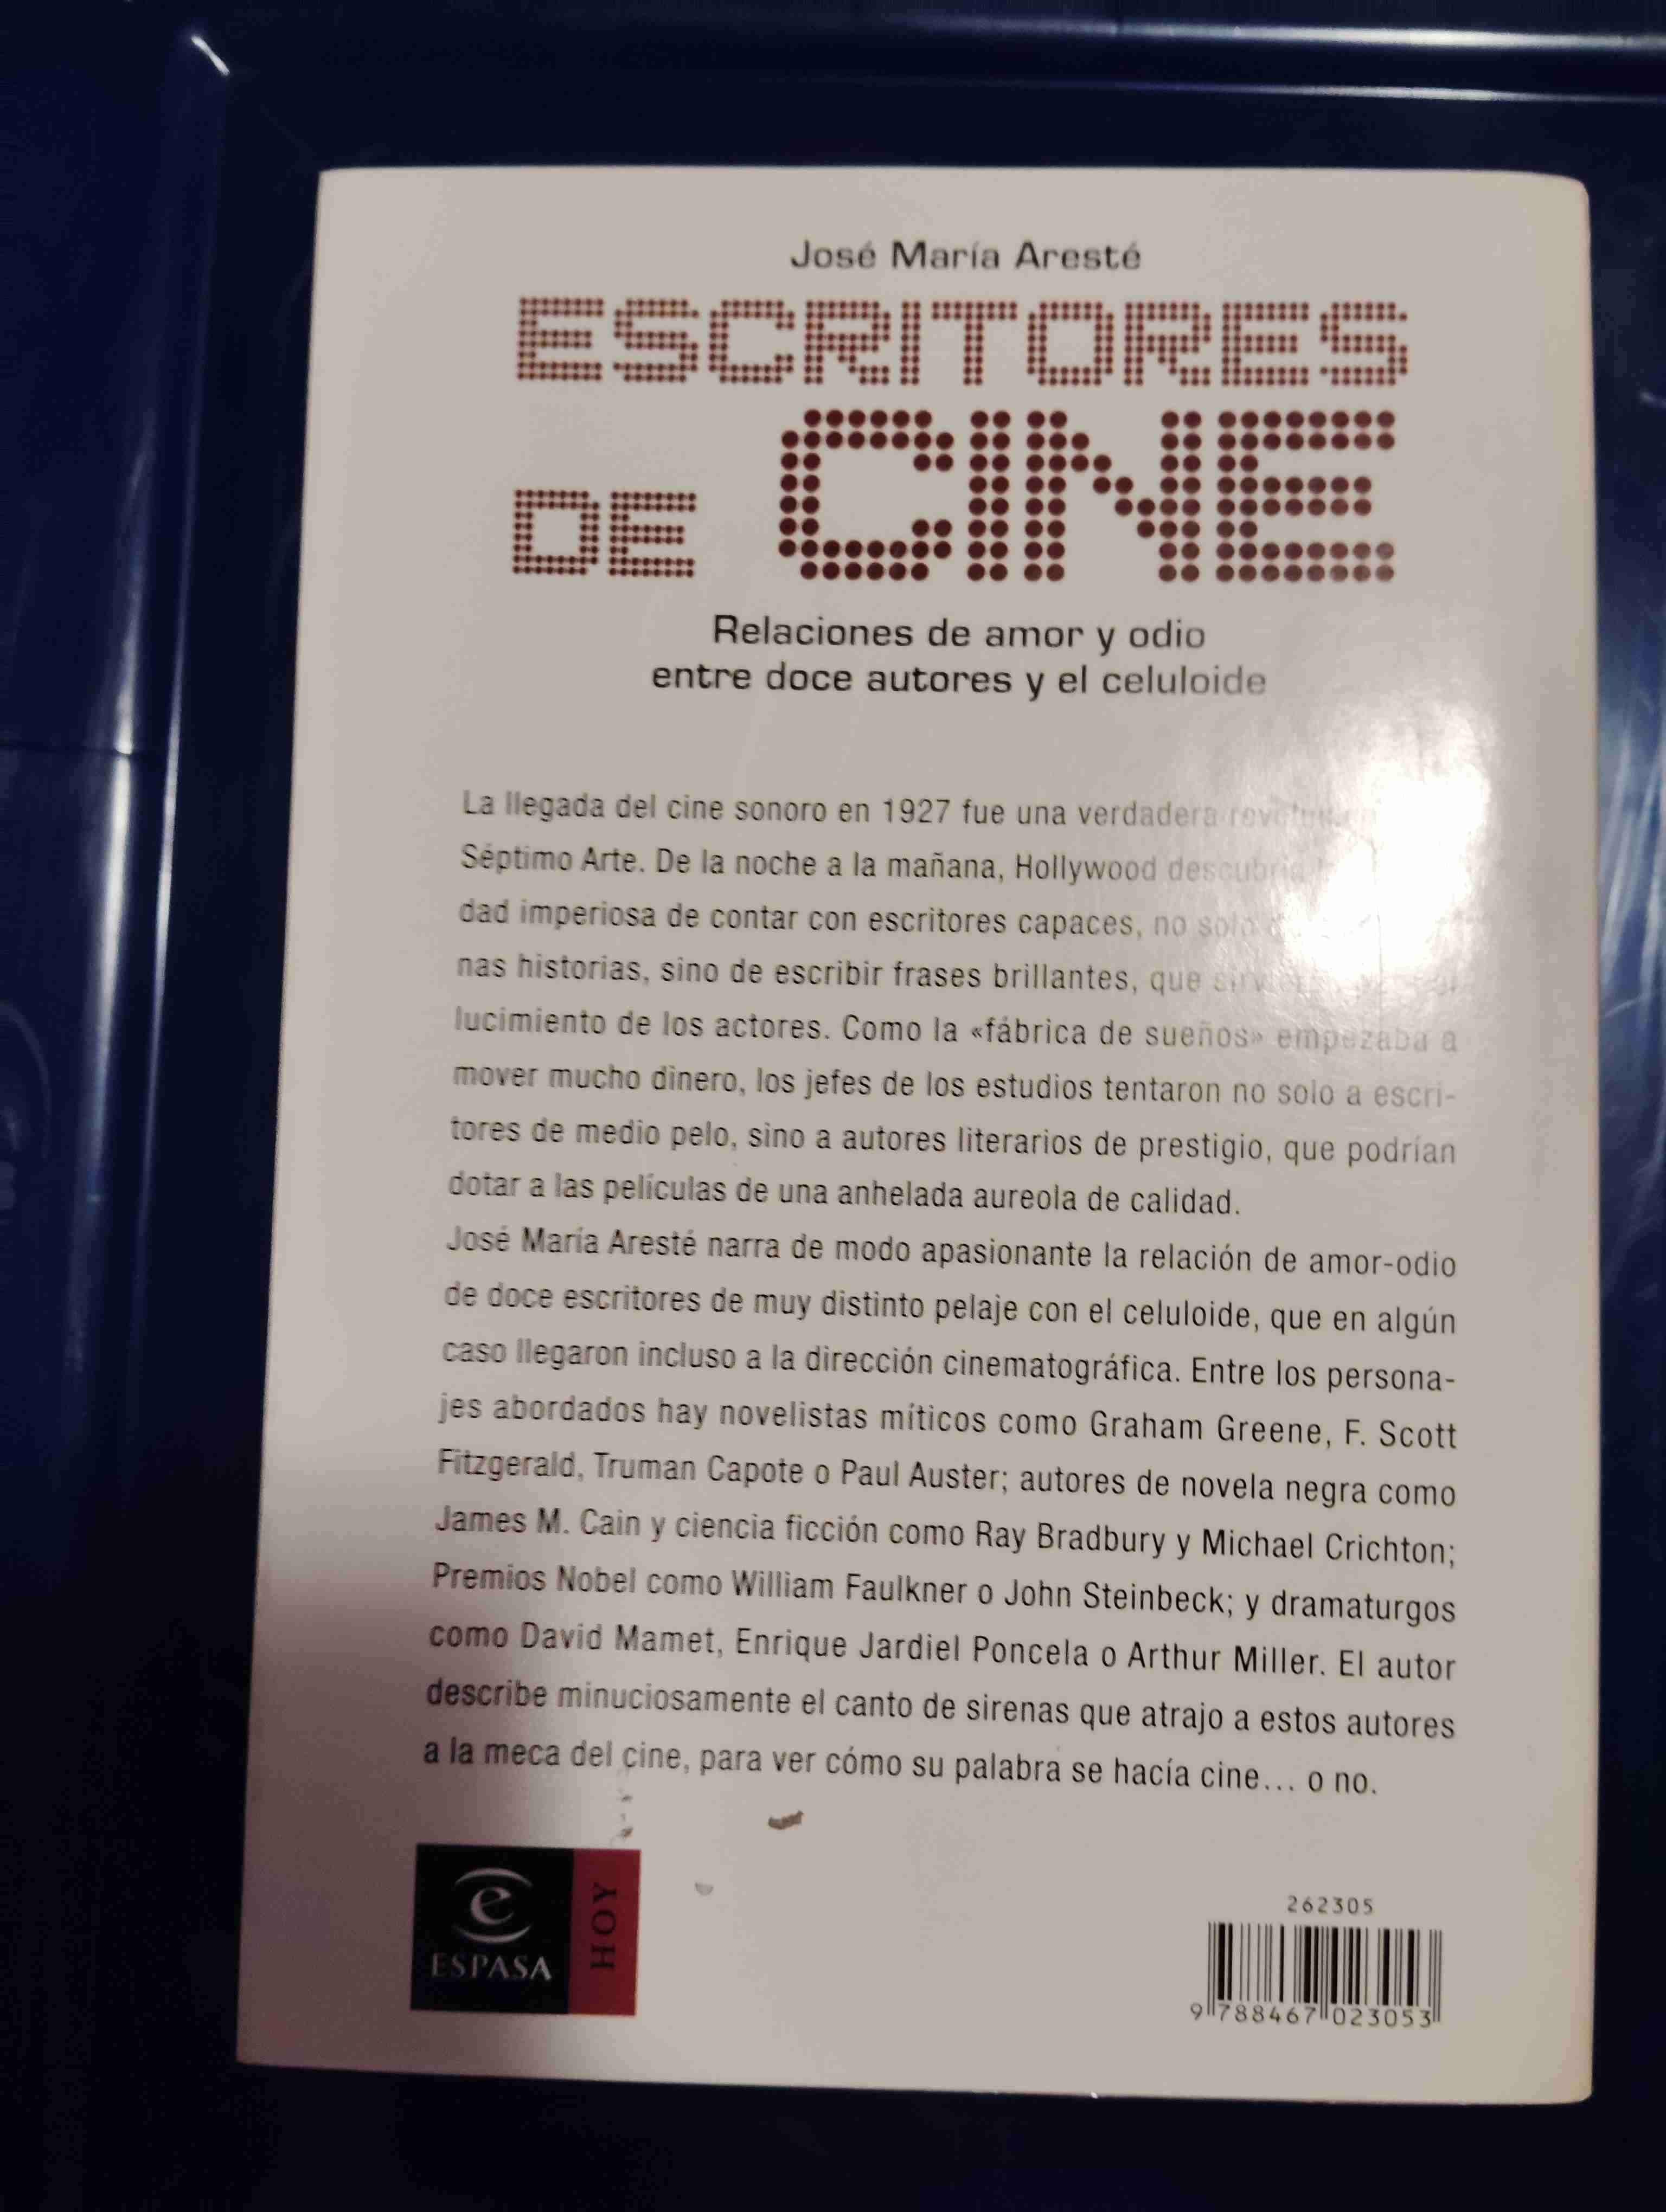 José María Aresté
ESCRITORES
DE CINE
Relaciones de amor y odio
entre doce autores y el celuloide
La llegada del cine sonoro en 1927 fue una verdadera
Séptimo Arte. De la noche a la mañana, Hollywood descubría
dad imperiosa de contar con escritores capaces, no solo
nas historias, sino de escribir frases brillantes, que
lucimiento de los actores. Como la «fábrica de sueños» empezaba a
mover mucho dinero, los jefes de los estudios tentaron no solo a escri-
tores de medio pelo, sino a autores literarios de prestigio, que podrían
dotar a las películas de una anhelada aureola de calidad.
José María Aresté narra de modo apasionante la relación de amor-odio
de doce escritores de muy distinto pelaje con el celuloide, que en algún
caso llegaron incluso a la dirección cinematográfica. Entre los persona-
jes abordados hay novelistas míticos como Graham Greene, F. Scott
Fitzgerald, Truman Capote o Paul Auster; autores de novela negra como
James M. Cain y ciencia ficción como Ray Bradbury y Michael Crichton;
Premios Nobel como William Faulkner o John Steinbeck; y dramaturgos
como David Mamet, Enrique Jardiel Poncela o Arthur Miller. El autor
describe minuciosamente el canto de sirenas que atrajo a estos autores
a la meca del cine, para ver cómo su palabra se hacía cine... o no.
e
ESPASA
HOY
262305
9 788467 023053